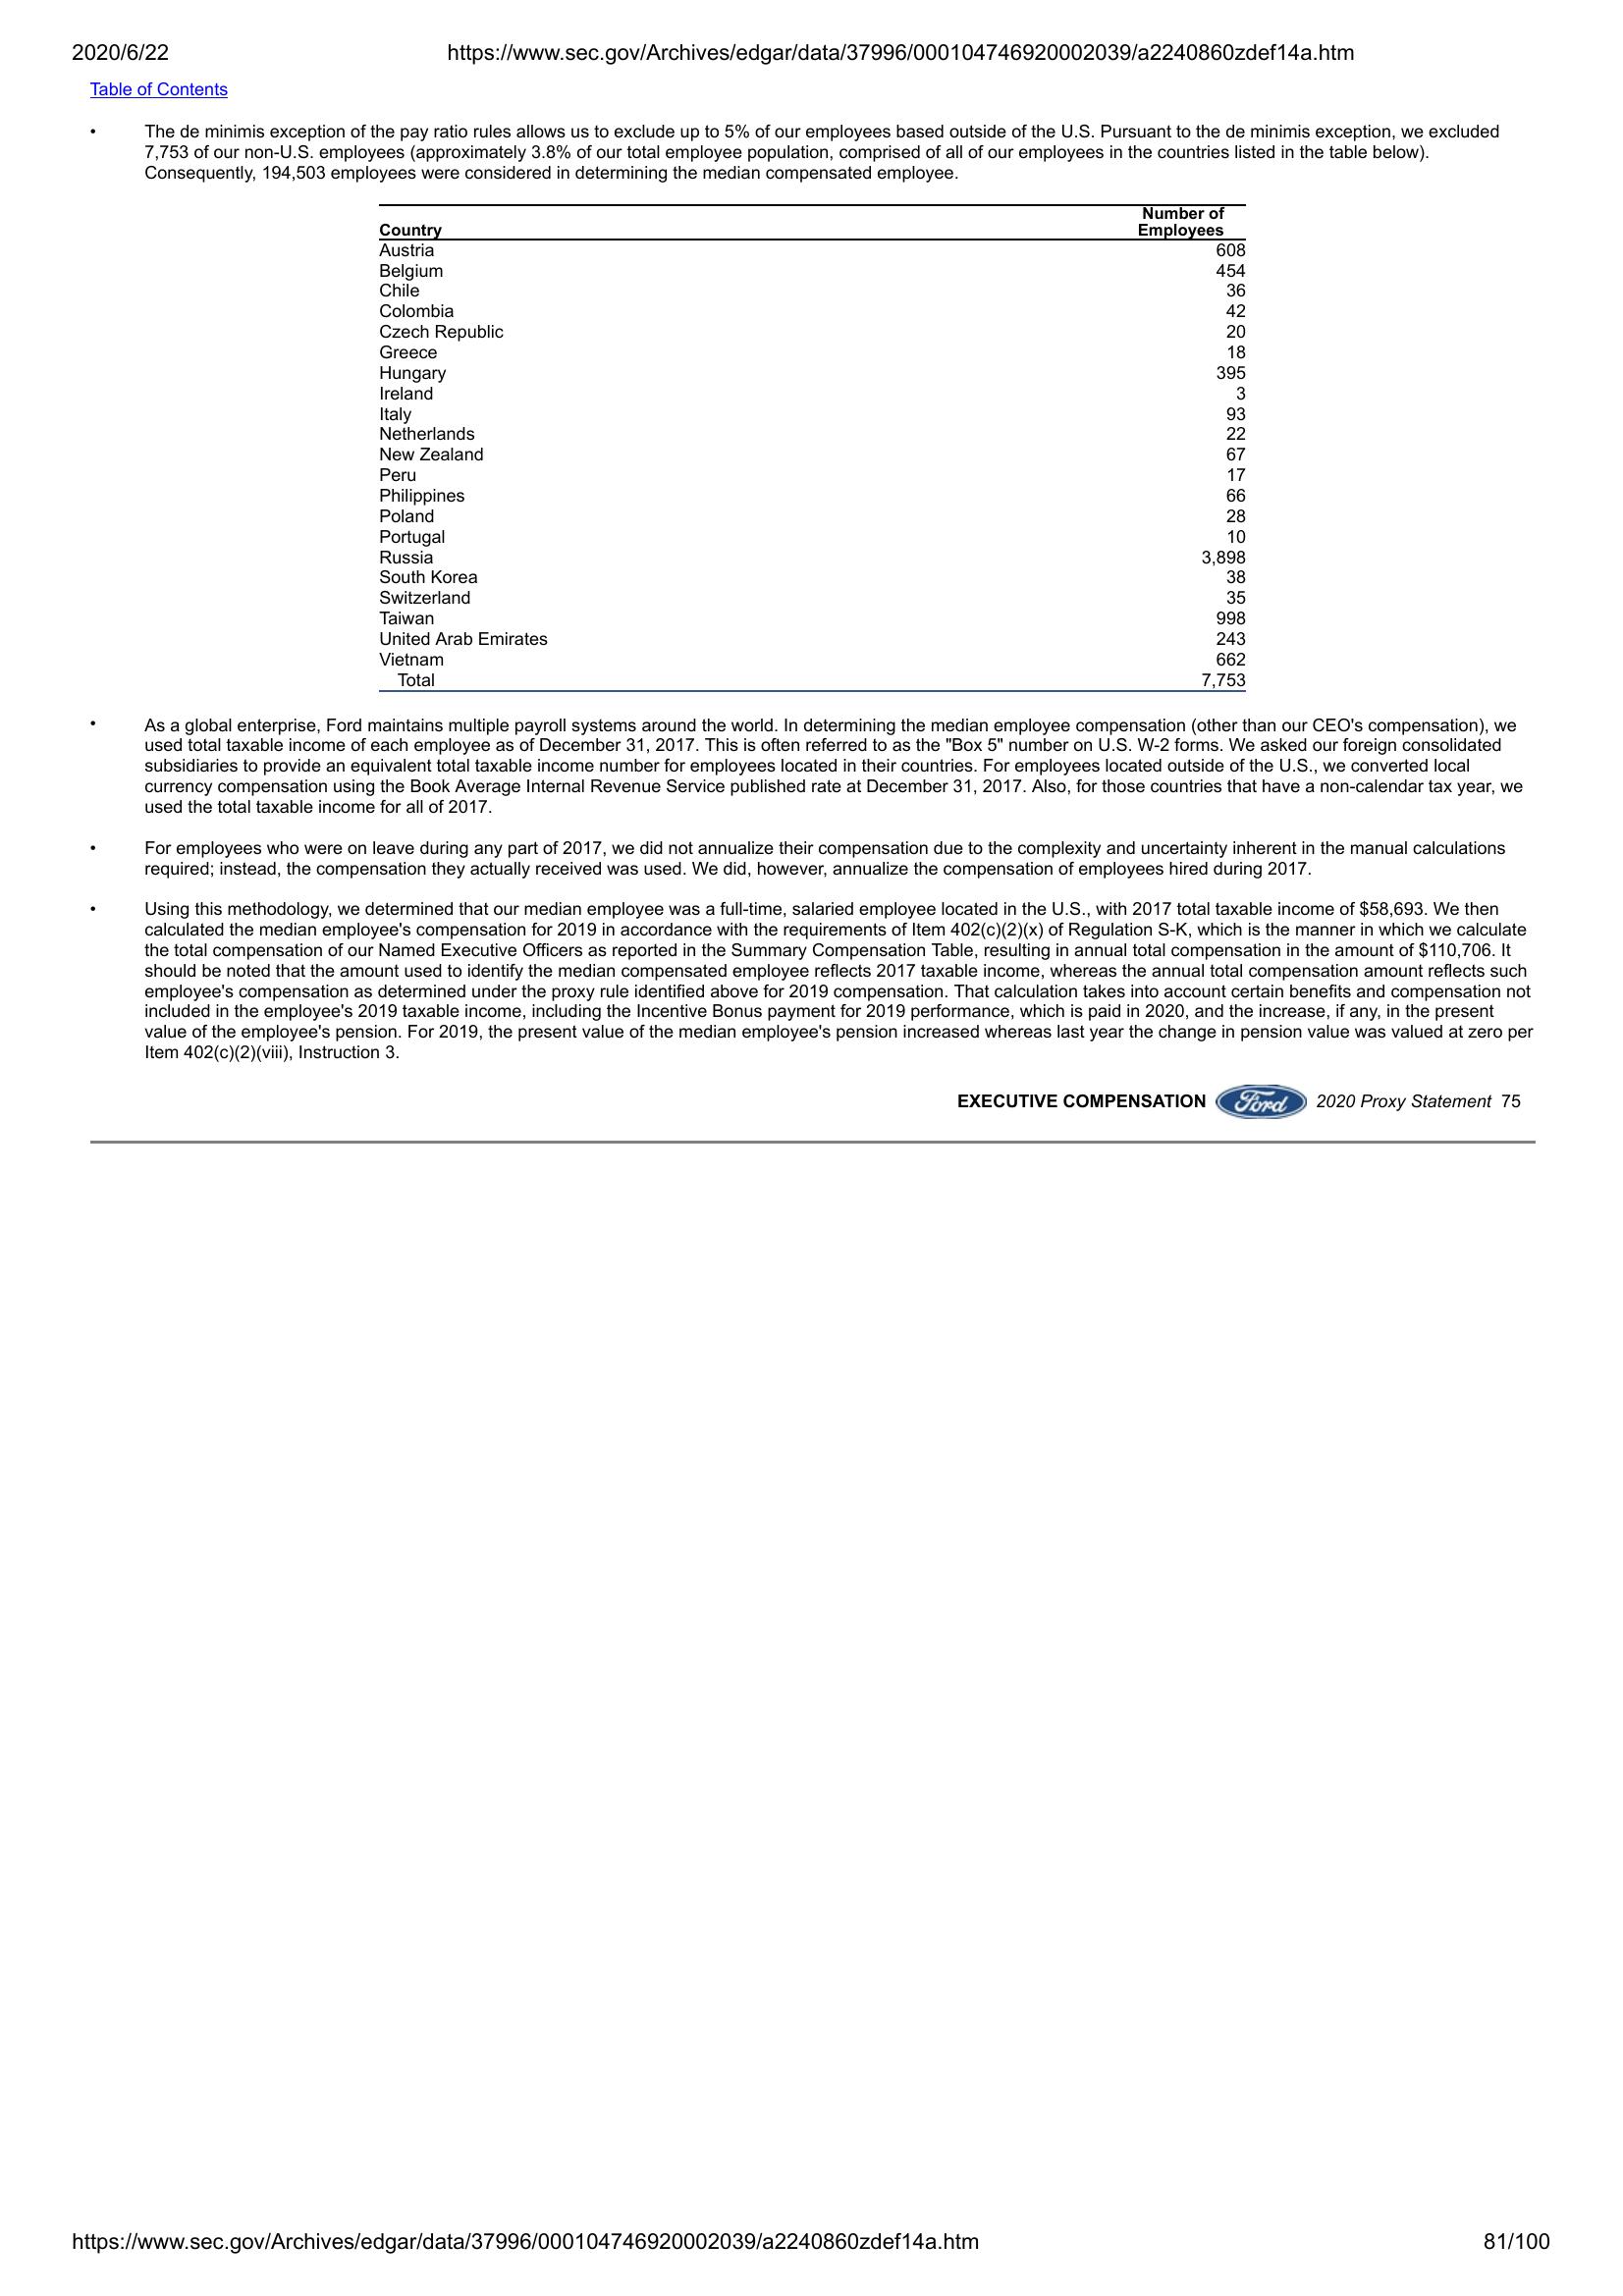 2020/6/22 https://www.sec.gov/Archives/edgar/data/37996/000104746920002039/a2240860zdef14a.htm
Table of Contents
• The de minimis exception of the pay ratio rules allows us to exclude up to 5% of our employees based outside of the U.S. Pursuant to the de minimis exception, we excluded
7,753 of our non-U.S. employees (approximately 3.8% of our total employee population, comprised of all of our employees in the countries listed in the table below).
Consequently, 194,503 employees were considered in determining the median compensated employee.
Number of
Country Employees
Austria 608
Belgium 454
Chile 36
Colombia 42
Czech Republic 20
Greece 18
Hungary 395
Ireland 3
Italy 93
Netherlands 22
New Zealand 67
Peru 17
Philippines 66
Poland 28
Portugal 10
Russia 3,898
South Korea 38
Switzerland 35
Taiwan 998
United Arab Emirates 243
Vietnam 662
Total 7,753
• As a global enterprise, Ford maintains multiple payroll systems around the world. In determining the median employee compensation (other than our CEO's compensation), we
used total taxable income of each employee as of December 31, 2017. This is often referred to as the "Box 5" number on U.S. W-2 forms. We asked our foreign consolidated
subsidiaries to provide an equivalent total taxable income number for employees located in their countries. For employees located outside of the U.S., we converted local
currency compensation using the Book Average Internal Revenue Service published rate at December 31, 2017. Also, for those countries that have a non-calendar tax year, we
used the total taxable income for all of 2017.
• For employees who were on leave during any part of 2017, we did not annualize their compensation due to the complexity and uncertainty inherent in the manual calculations
required; instead, the compensation they actually received was used. We did, however, annualize the compensation of employees hired during 2017.
• Using this methodology, we determined that our median employee was a full-time, salaried employee located in the U.S., with 2017 total taxable income of $58,693. We then
calculated the median employee's compensation for 2019 in accordance with the requirements of Item 402(c)(2)(x) of Regulation S-K, which is the manner in which we calculate
the total compensation of our Named Executive Officers as reported in the Summary Compensation Table, resulting in annual total compensation in the amount of $110,706. It
should be noted that the amount used to identify the median compensated employee reflects 2017 taxable income, whereas the annual total compensation amount reflects such
employee's compensation as determined under the proxy rule identified above for 2019 compensation. That calculation takes into account certain benefits and compensation not
included in the employee's 2019 taxable income, including the Incentive Bonus payment for 2019 performance, which is paid in 2020, and the increase, if any, in the present
value of the employee's pension. For 2019, the present value of the median employee's pension increased whereas last year the change in pension value was valued at zero per
Item 402(c)(2)(viii), Instruction 3.
EXECUTIVE COMPENSATION Ford 2020 Proxy Statement 75
https://www.sec.gov/Archives/edgar/data/37996/000104746920002039/a2240860zdef14a.htm 81/100